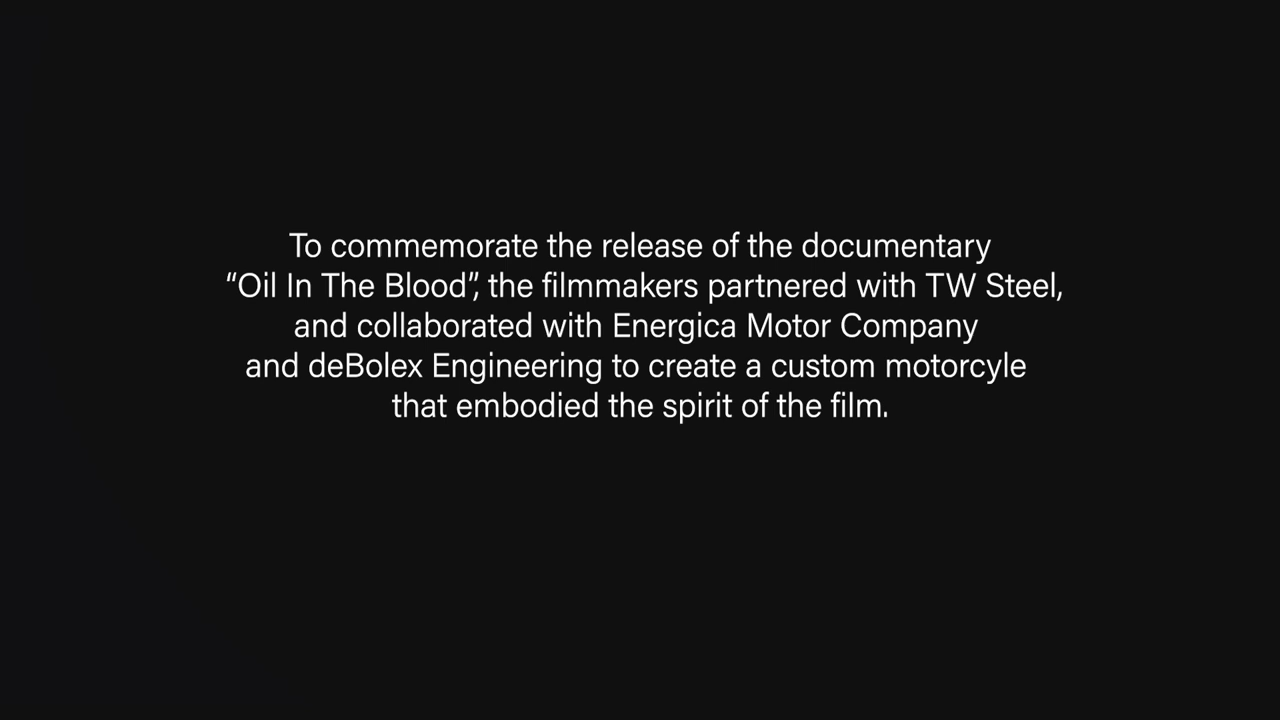 To commemorate the release of the documentary
“Oil In The Blood”, the filmmakers partnered with TW Steel,
and collaborated with Energica Motor Company
and deBolex Engineering to create a custom motorcyle
that embodied the spirit of the film.